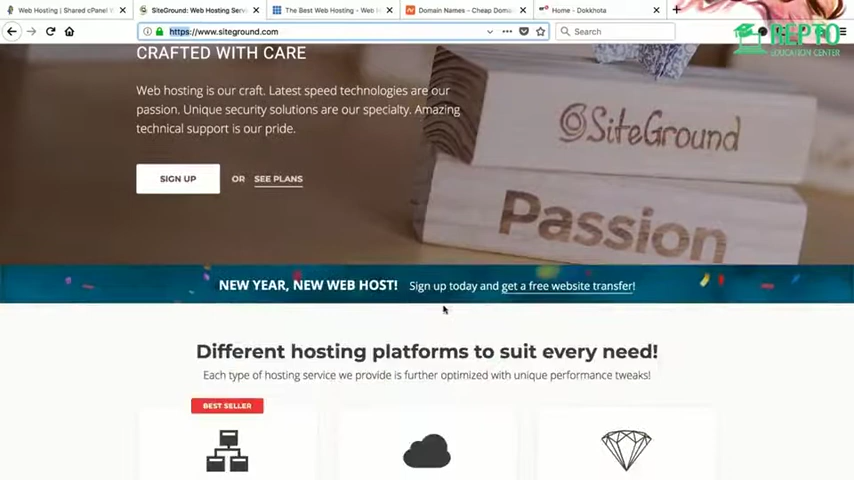 Web Hosting | Shared cPanel W
SiteGround: Web Hosting Serv
The Best Web Hosting - Web H
Domain Names - Cheap Domai
Home - Dokkhota
https://www.siteground.com
Search
REPTO
EDUCATION CENTER
CRAFTED WITH CARE
Web hosting is our craft. Latest speed technologies are our
passion. Unique security solutions are our specialty. Amazing
technical support is our pride.
SIGN UP
OR
SEE PLANS
SiteGround
Passion
NEW YEAR, NEW WEB HOST! Sign up today and get a free website transfer!
Different hosting platforms to suit every need!
Each type of hosting service we provide is further optimized with unique performance tweaks!
BEST SELLER